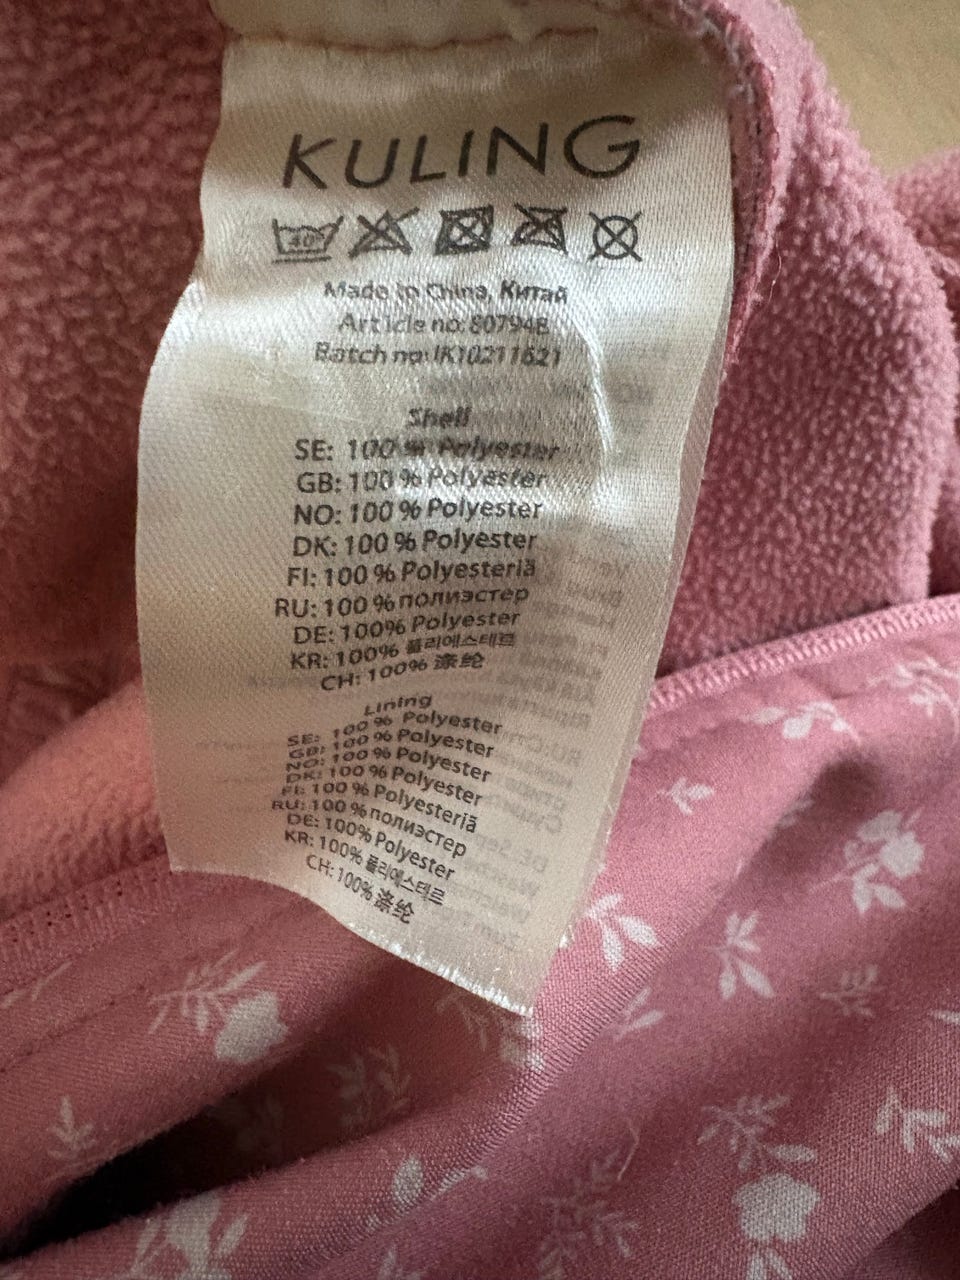 KULING
40°
Made in China, Китай
Article no: 807948
Batch no: IK10211621
Shell
SE: 100 % Polyester
GB: 100 % Polyester
NO: 100 % Polyester
DK: 100 % Polyester
FI: 100 % Polyesteriä
RU: 100 % полиэстер
DE: 100% Polyester
KR: 100% 폴리에스테르
CH: 100% 涤纶
Lining
SE: 100 % Polyester
GB: 100 % Polyester
NO: 100 % Polyester
DK: 100 % Polyester
FI: 100 % Polyesteriä
RU: 100 % полиэстер
DE: 100% Polyester
KR: 100% 폴리에스테르
CH: 100% 涤纶